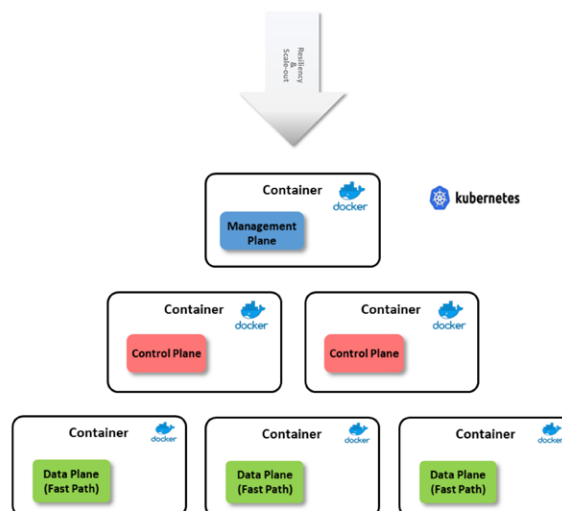 Resiliency
&
Scale-out
Container
docker
Management
Plane
kubernetes
Container
docker
Control Plane
Container
docker
Control Plane
Container
docker
Data Plane
(Fast Path)
Container
docker
Data Plane
(Fast Path)
Container
docker
Data Plane
(Fast Path)